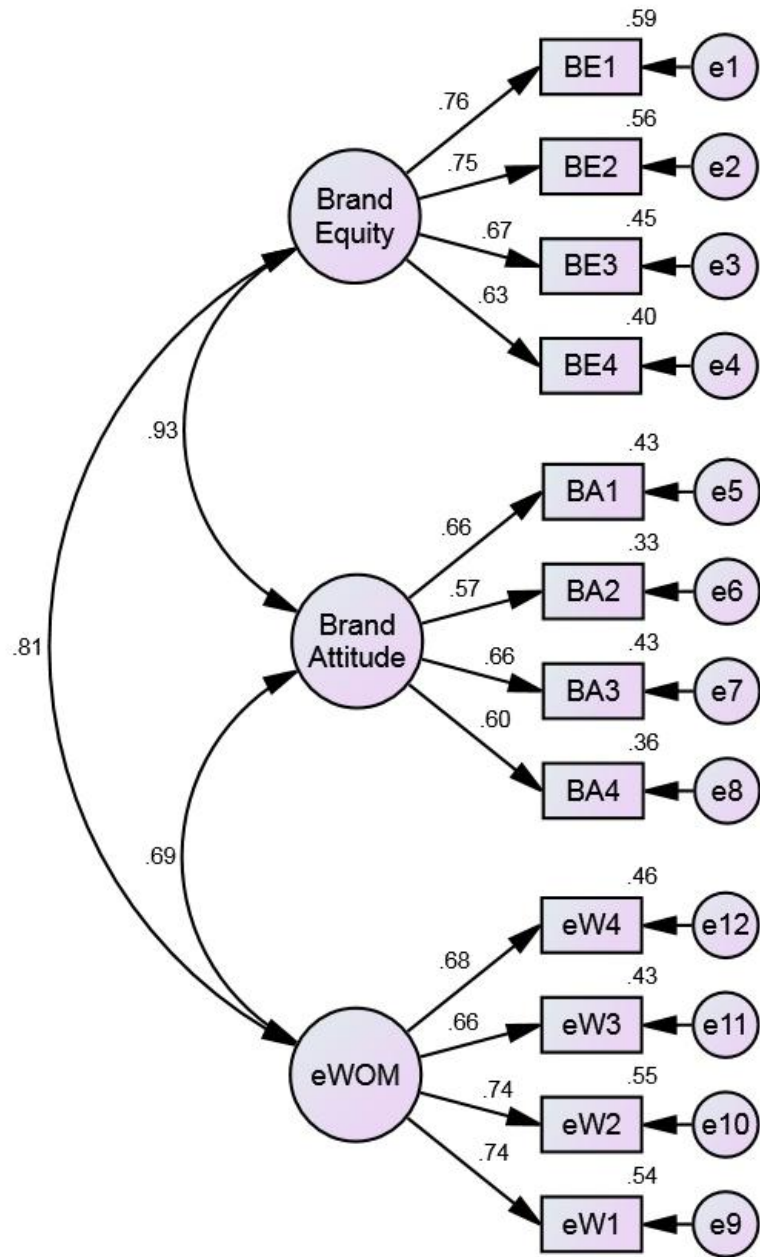 .59
BE1
e1
.76
.56
BE2
e2
.75
Brand
Equity
.45
BE3
e3
.67
.40
BE4
e4
.63
.93
.43
BA1
e5
.66
.33
BA2
e6
.57
Brand
Attitude
.43
BA3
e7
.66
.36
BA4
e8
.60
.81
.69
.46
eW4
e12
.68
.43
eW3
e11
.66
eWOM
.55
eW2
e10
.74
.54
eW1
e9
.74